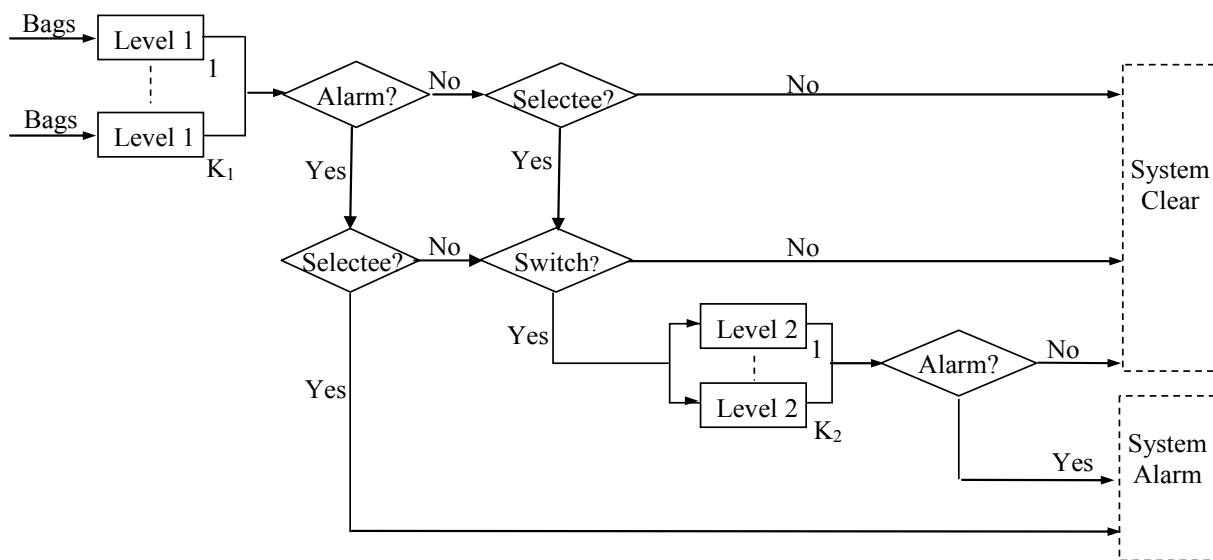 Bags
Level 1
1
Bags
Level 1
K₁
Alarm?
No
Selectee?
No
Yes
Yes
System
Clear
Selectee?
No
Switch?
No
Yes
Level 2
1
Level 2
K₂
Alarm?
No
Yes
Yes
System
Alarm